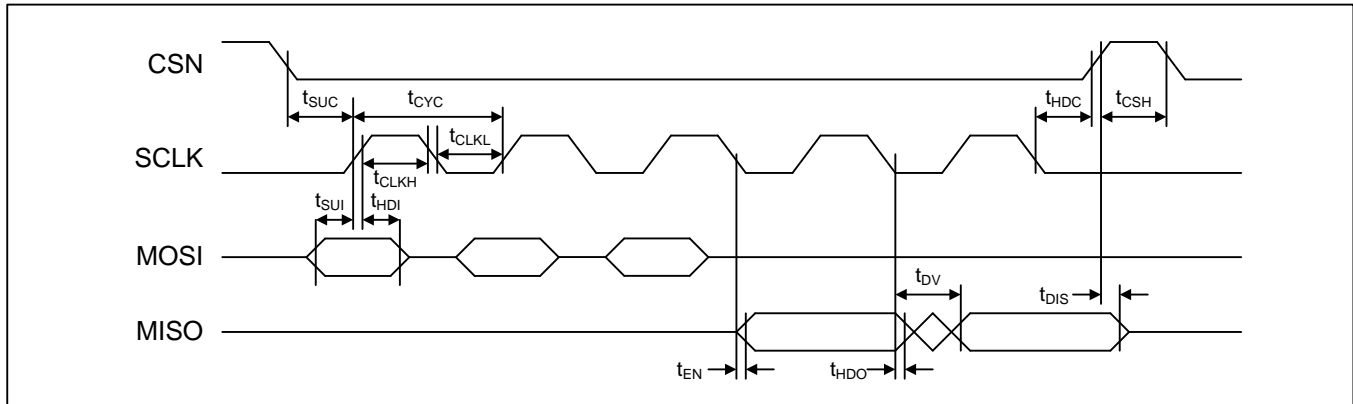 CSN
tSUC
tCYC
tHDC
tCSH
SCLK
tCLKL
tCLKH
tSUI
tHDI
MOSI
tDV
tDIS
MISO
tEN
tHDO